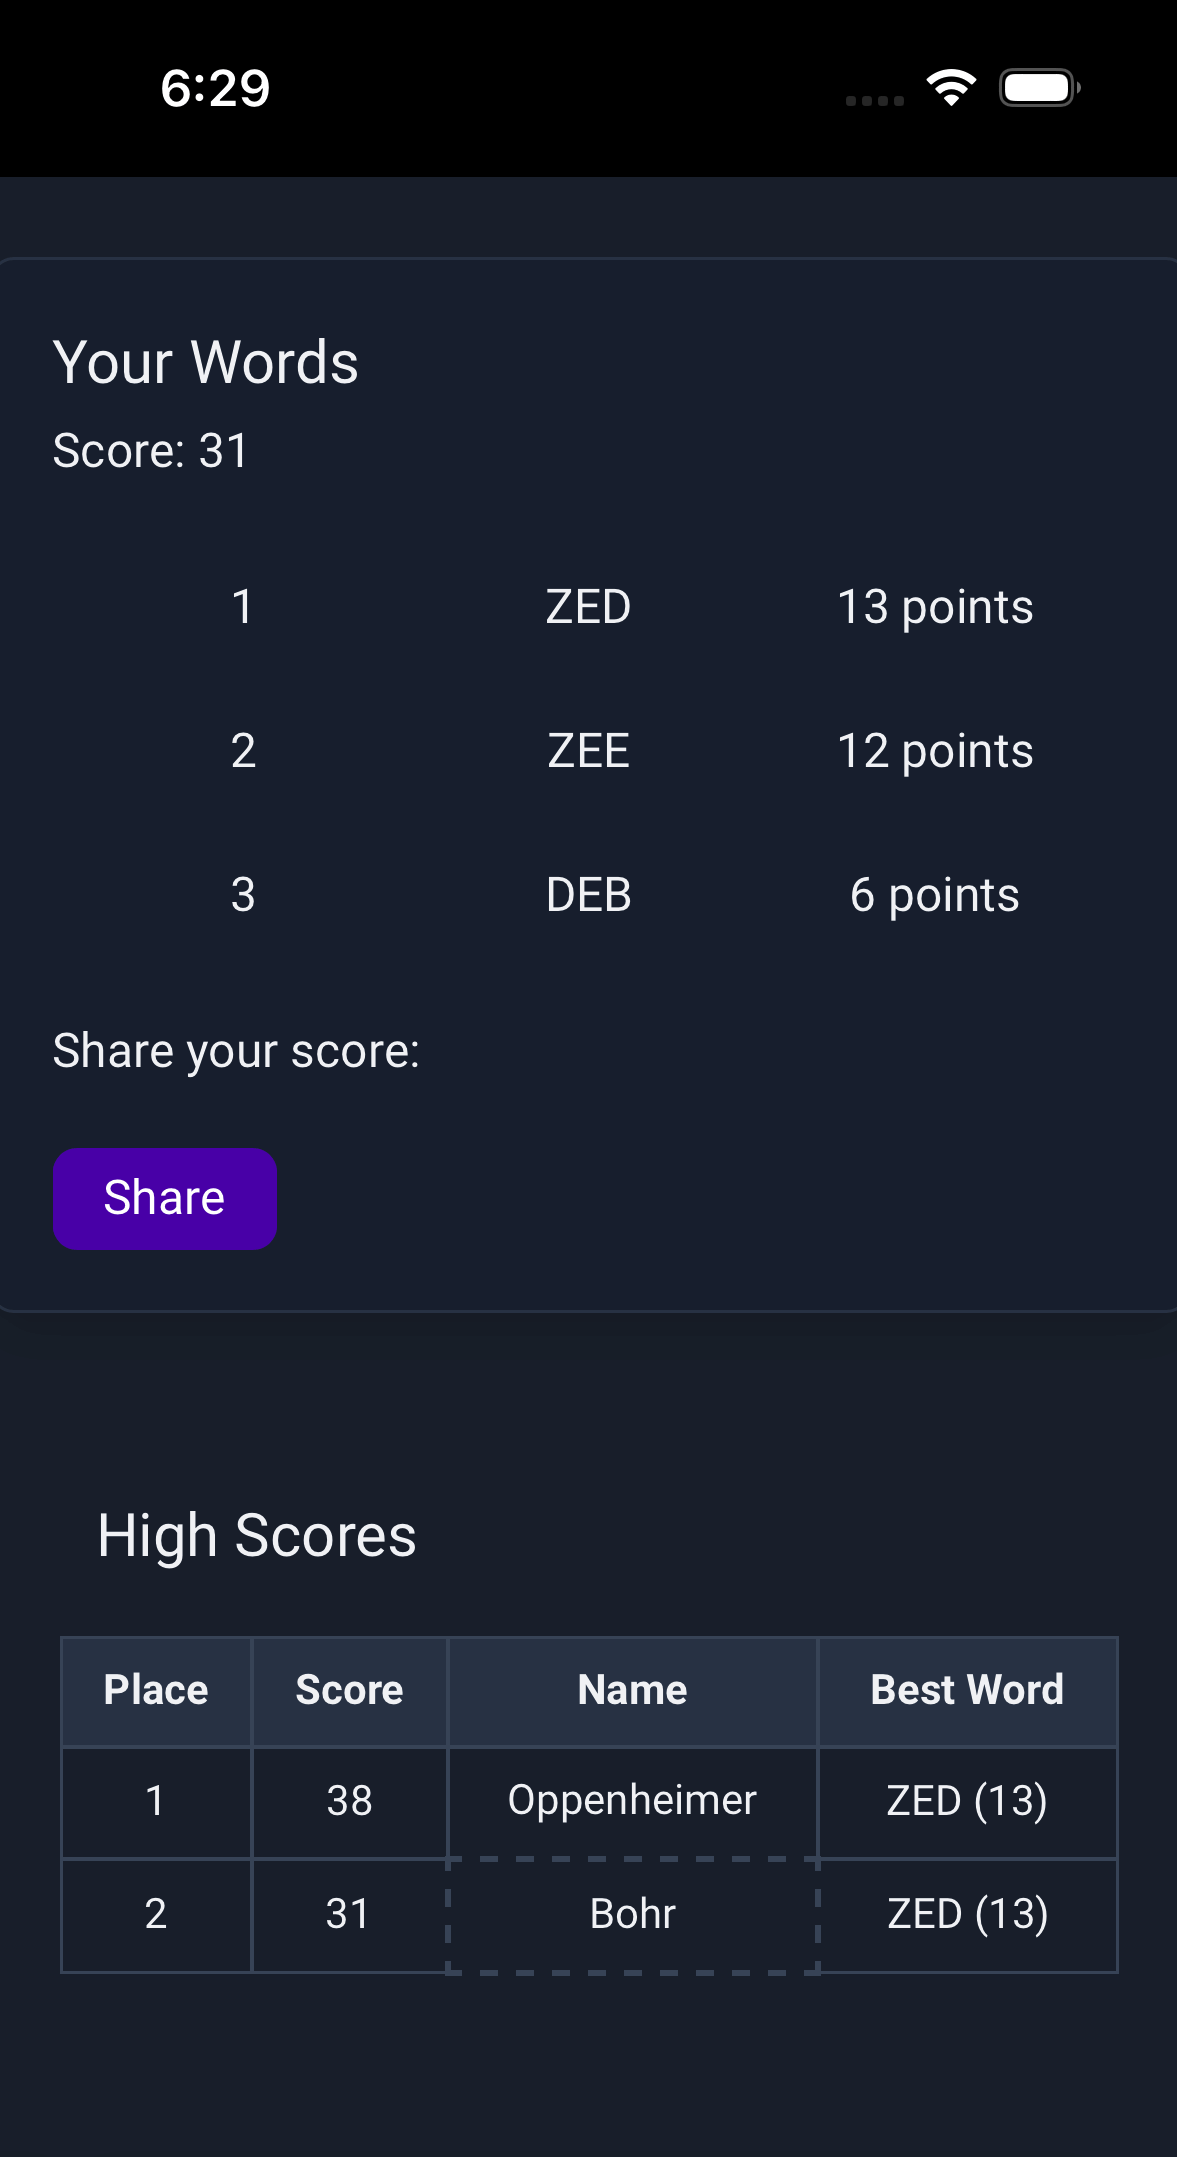 6:29
Your Words
Score: 31
1 ZED 13 points
2 ZEE 12 points
3 DEB 6 points
Share your score:
Share
High Scores
Place Score Name Best Word
1 38 Oppenheimer ZED (13)
2 31 Bohr ZED (13)